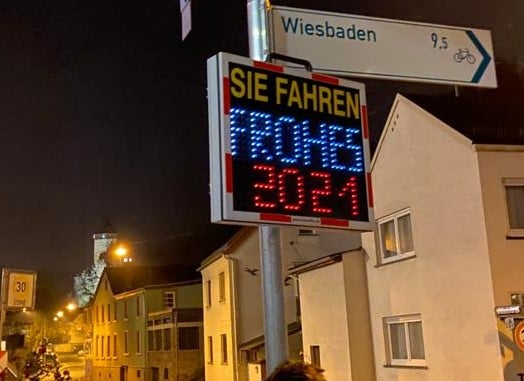 Wiesbaden 9,5
SIE FAHREN
FROHES
2021
30
ZONE